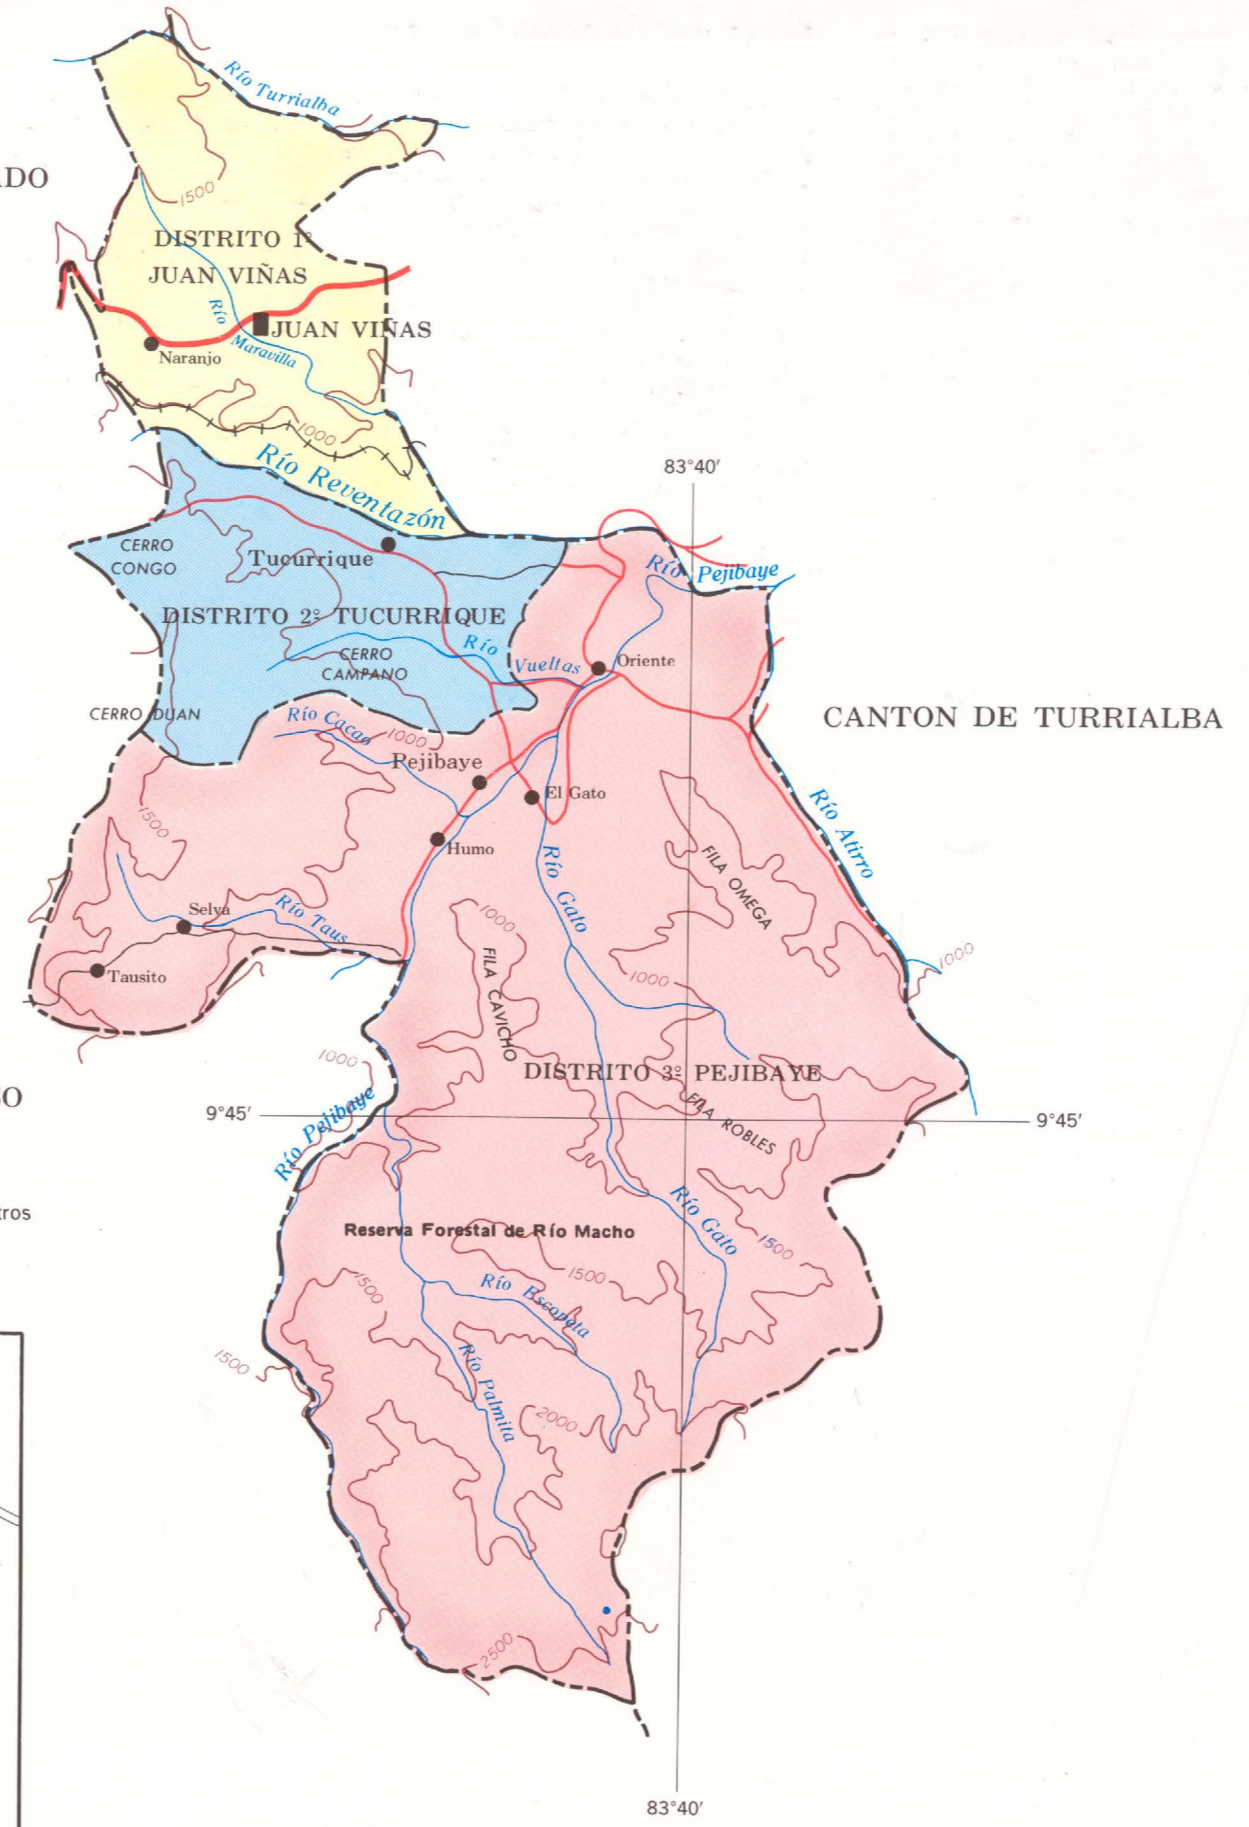 Río Turrialba
ADO
1500
DISTRITO 1º
JUAN VIÑAS
Río Maravilla
JUAN VIÑAS
Naranjo
1000
Río Reventazón
83°40'
CERRO
CONGO
Tucurrique
Río Pejibaye
DISTRITO 2º TUCURRIQUE
Río Vueltas
Oriente
CERRO
CAMPANO
CERRO DUAN
Río Cacao
1000
CANTON DE TURRIALBA
Pejibaye
El Gato
1500
Río Atirro
Humo
Río Gato
FILA OMEGA
Selva
Río Taus
1000
FILA CAVICHO
1000
Tausito
1000
1000
DISTRITO 3º PEJIBAYE
SO
9°45'
Río Pejibaye
FILA ROBLES
9°45'
tros
Reserva Forestal de Río Macho
Río Gato
1500
1500
1500
Río Escopeta
1500
Río Palmita
2000
2500
83°40'